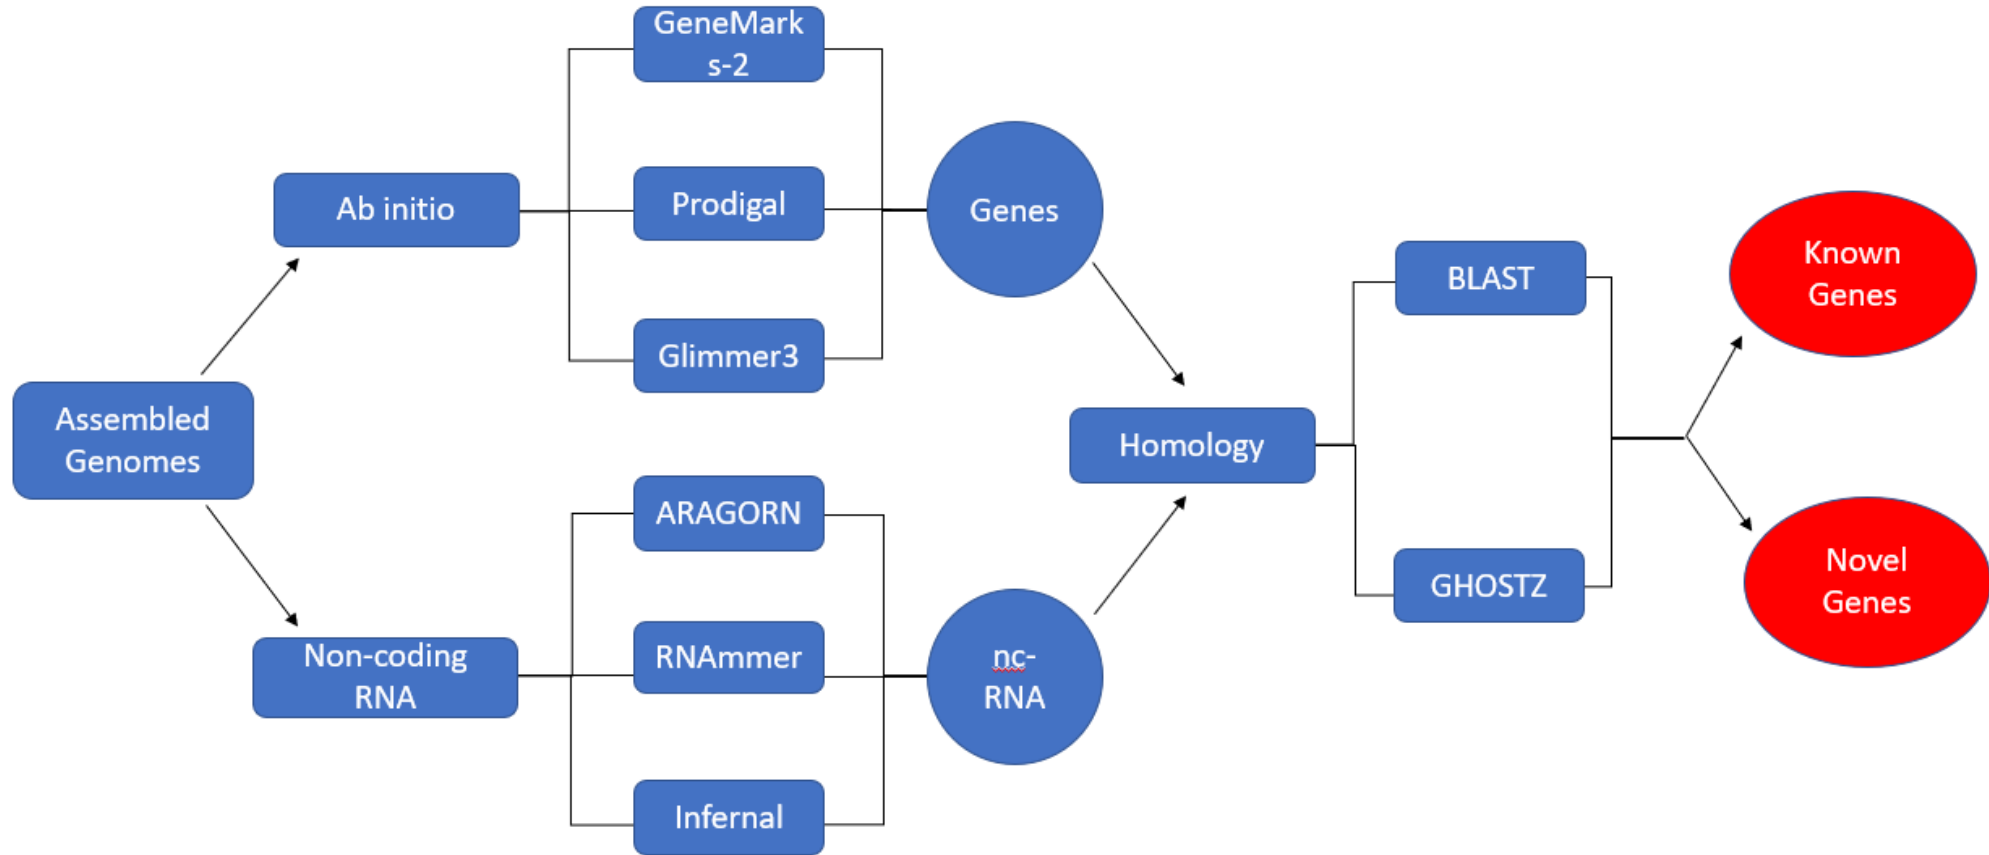 GeneMark
s-2
Ab initio
Prodigal
Genes
Glimmer3
Assembled
Genomes
ARAGORN
Non-coding
RNA
RNAmmer
nc-
RNA
Infernal
Homology
BLAST
GHOSTZ
Known
Genes
Novel
Genes